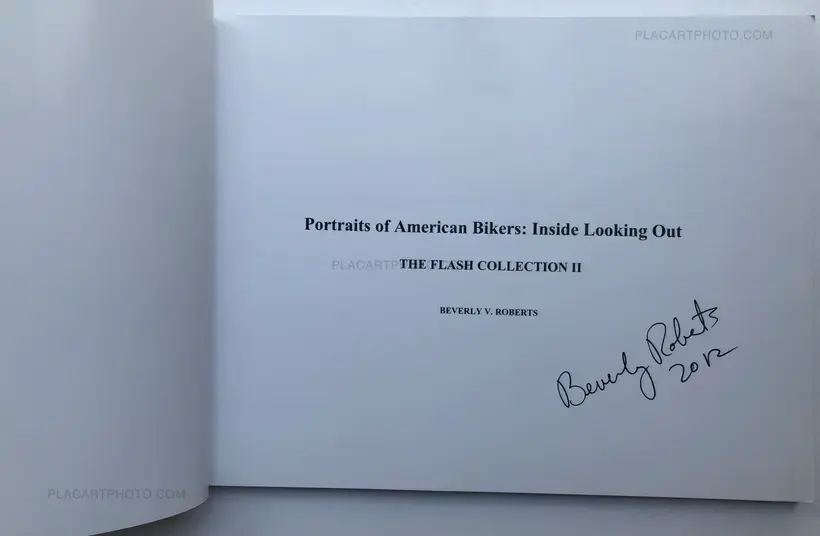 PLACARTPHOTO.COM
Portraits of American Bikers: Inside Looking Out
THE FLASH COLLECTION II
BEVERLY V. ROBERTS
Beverly Roberts
2012
PLACARTPHOTO.COM